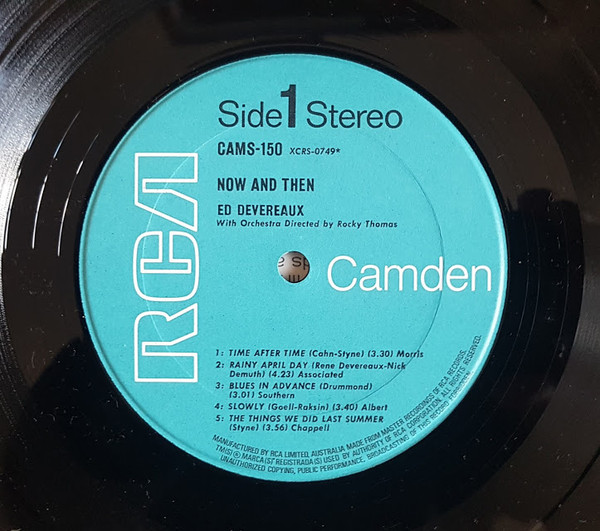 Side 1 Stereo
CAMS-150 XCRS-0749*
NOW AND THEN
ED DEVEREAUX
With Orchestra Directed by Rocky Thomas
RCA
Camden
1: TIME AFTER TIME (Cahn-Styne) (3.30) Morris
2: RAINY APRIL DAY (Rene Devereaux-Nick
Demuth) (4.23) Associated
3: BLUES IN ADVANCE (Drummond)
(3.01) Southern
4: SLOWLY (Goell-Raksin) (3.40) Albert
5: THE THINGS WE DID LAST SUMMER
(Styne) (3.56) Chappell
MANUFACTURED BY RCA LIMITED, AUSTRALIA MADE FROM MASTER RECORDINGS OF RCA RECORDS.
TM(S) ® MARCA(S) REGISTRADA(S) USED BY AUTHORITY OF RCA CORPORATION. ALL RIGHTS RESERVED.
UNAUTHORIZED COPYING, PUBLIC PERFORMANCE, BROADCASTING OF THIS RECORD FORBIDDEN.